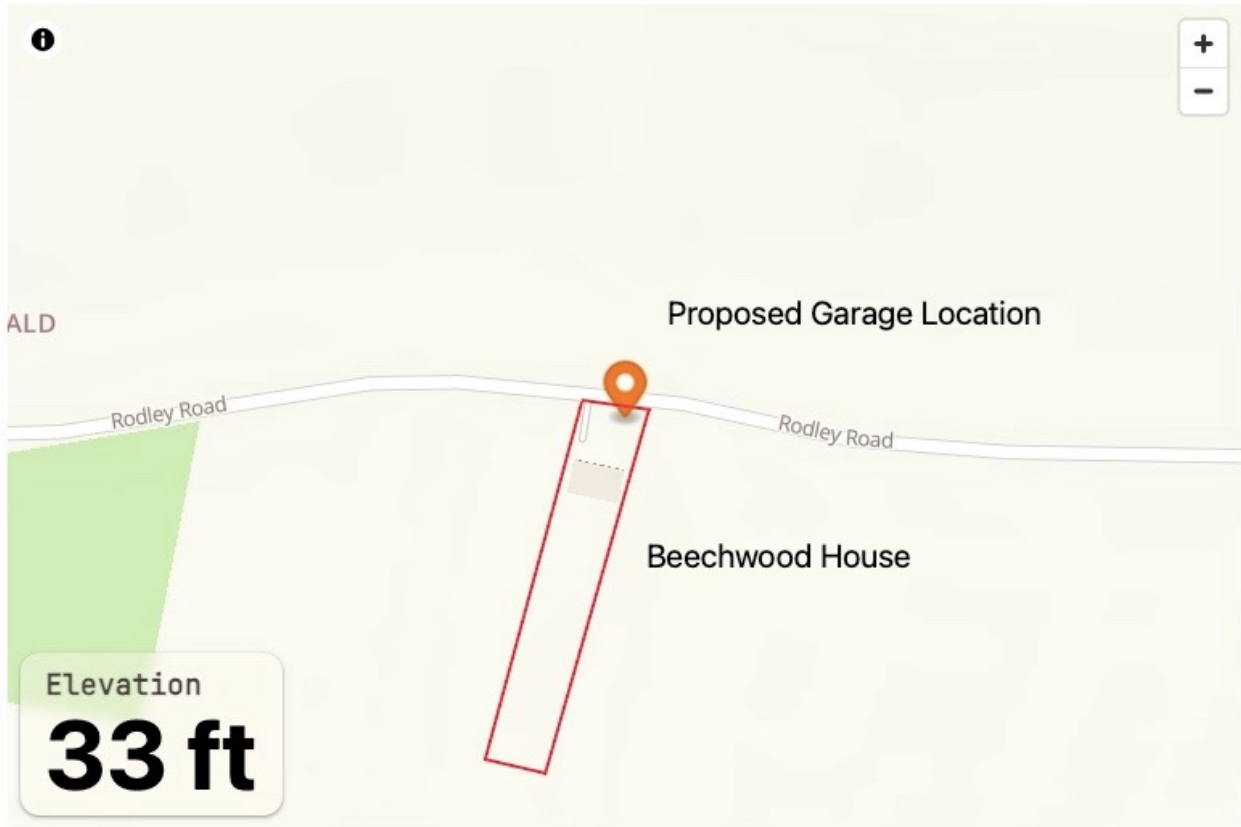 Proposed Garage Location
ALD
Rodley Road
Rodley Road
Beechwood House
Elevation
33 ft